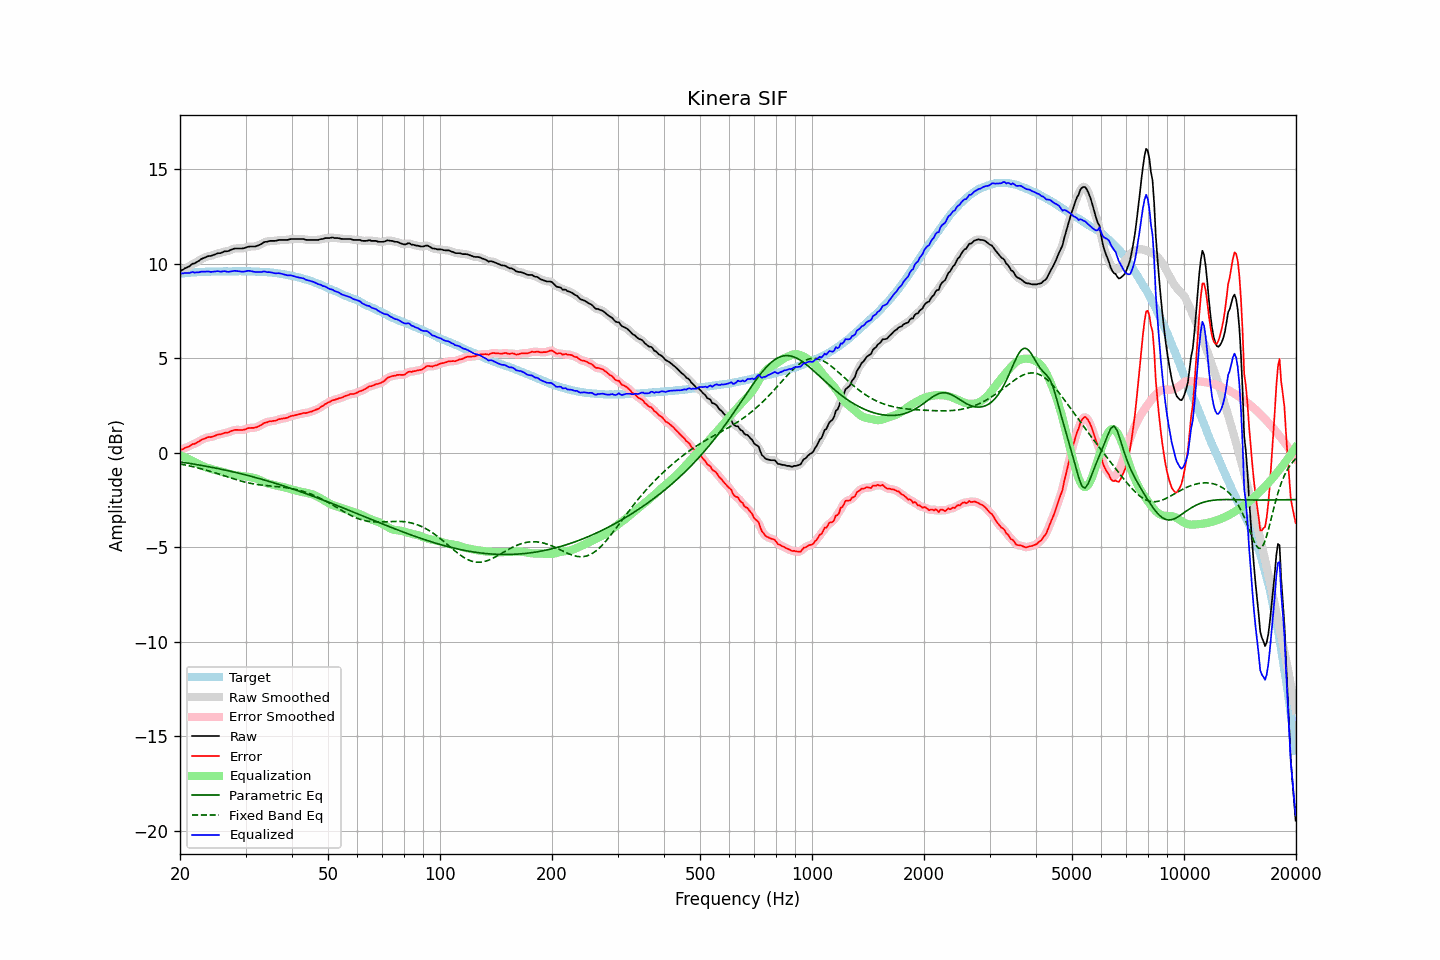 Kinera SIF
Amplitude (dBr)
15
10
5
0
−5
−10
−15
−20
Target
Raw Smoothed
Error Smoothed
Raw
Error
Equalization
Parametric Eq
Fixed Band Eq
Equalized
20 50 100 200 500 1000 2000 5000 10000 20000
Frequency (Hz)